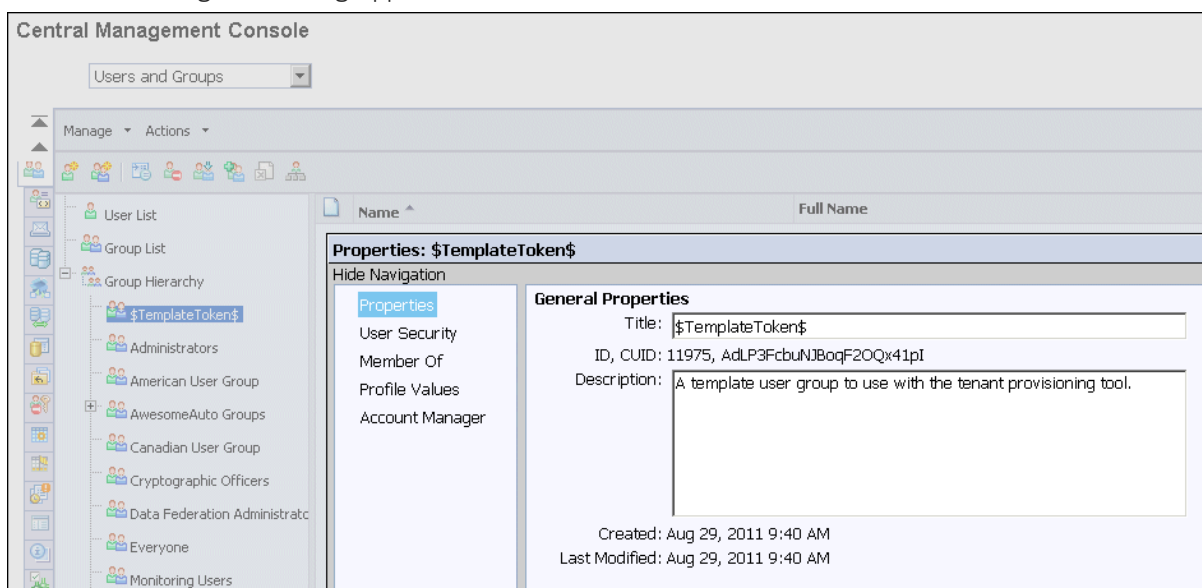 Central Management Console
Users and Groups
Manage Actions
User List
Group List
Group Hierarchy
$TemplateToken$
Administrators
American User Group
AwesomeAuto Groups
Canadian User Group
Cryptographic Officers
Data Federation Administratc
Everyone
Monitoring Users
Name Full Name
Properties: $TemplateToken$
Hide Navigation
Properties
User Security
Member Of
Profile Values
Account Manager
General Properties
Title: $TemplateToken$
ID, CUID: 11975, AdLP3FcbuNJBoqF2OQx41pI
Description: A template user group to use with the tenant provisioning tool.
Created: Aug 29, 2011 9:40 AM
Last Modified: Aug 29, 2011 9:40 AM